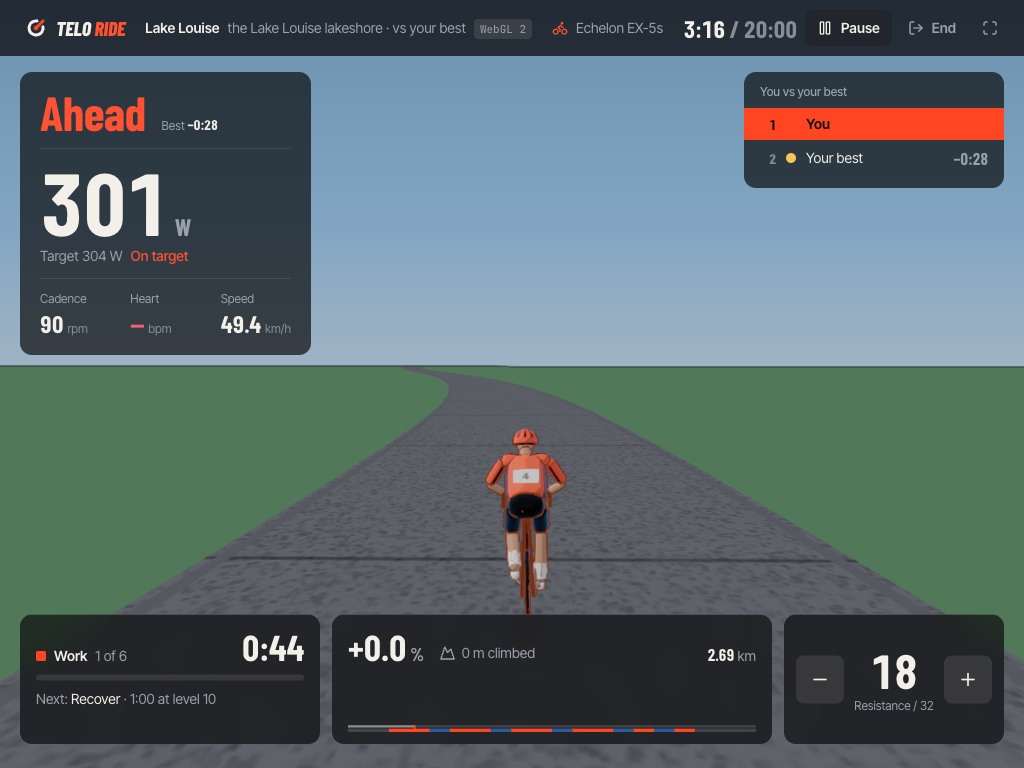 TELO RIDE
Lake Louise the Lake Louise lakeshore · vs your best WebGL 2
Echelon EX-5s
3:16 / 20:00
Pause
End
Ahead Best −0:28
301 W
Target 304 W On target
Cadence Heart Speed
90 rpm – bpm 49.4 km/h
You vs your best
1 You
2 Your best −0:28
4
Work 1 of 6 0:44
Next: Recover · 1:00 at level 10
+0.0 % 0 m climbed 2.69 km
− 18 +
Resistance / 32